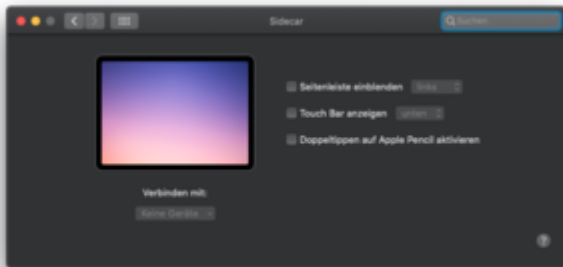 Sidecar
Suchen
Seitenleiste einblenden links
Touch Bar anzeigen unten
Doppeltippen auf Apple Pencil aktivieren
Verbinden mit:
Keine Geräte
?